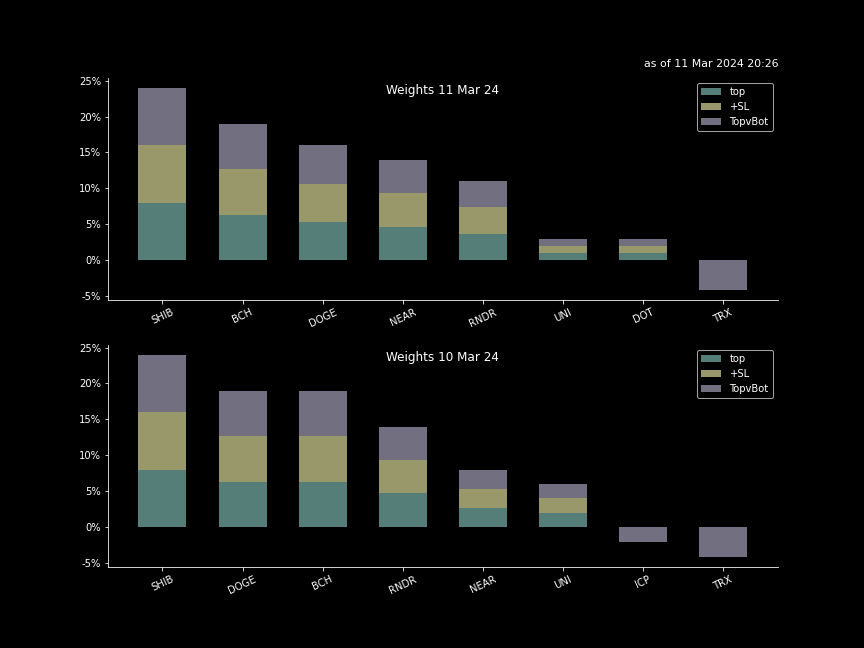 as of 11 Mar 2024 20:26
Weights 11 Mar 24
top
+SL
TopvBot
25%
20%
15%
10%
5%
0%
-5%
SHIB BCH DOGE NEAR RNDR UNI DOT TRX
Weights 10 Mar 24
top
+SL
TopvBot
25%
20%
15%
10%
5%
0%
-5%
SHIB DOGE BCH RNDR NEAR UNI ICP TRX